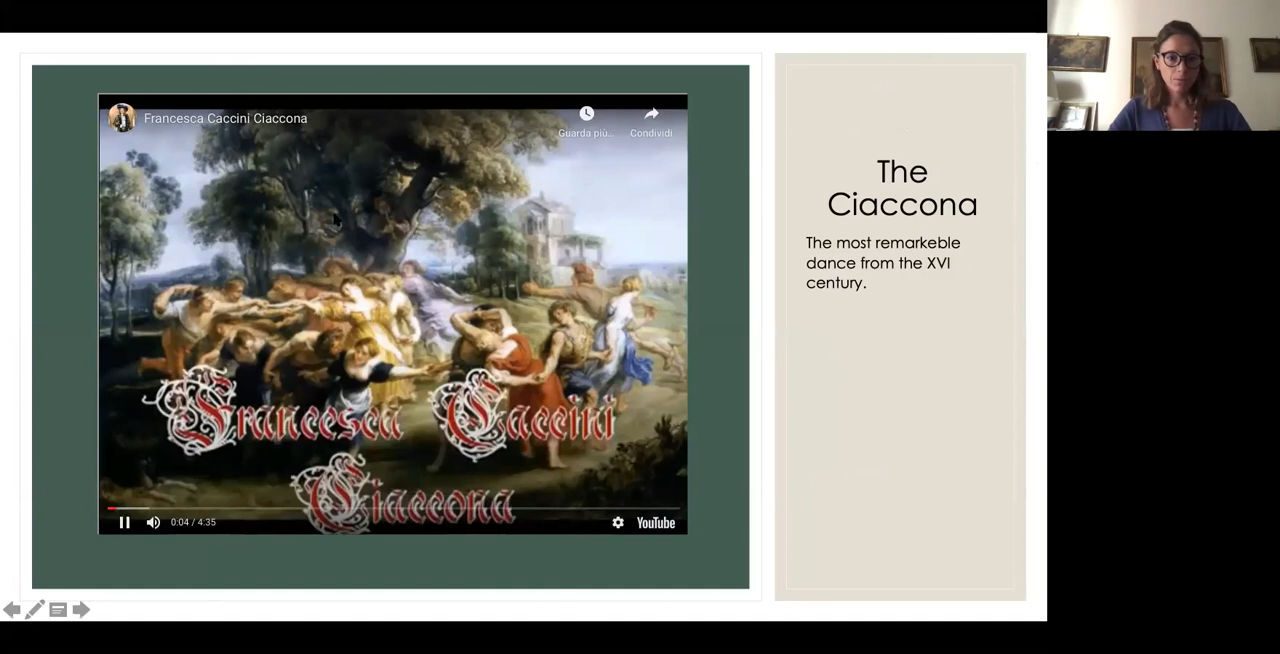 Francesca Caccini Ciaccona
Guarda più...
Condividi
Francesca Caccini
Ciaccona
0:04 / 4:35
YouTube
The
Ciaccona
The most remarkeble
dance from the XVI
century.